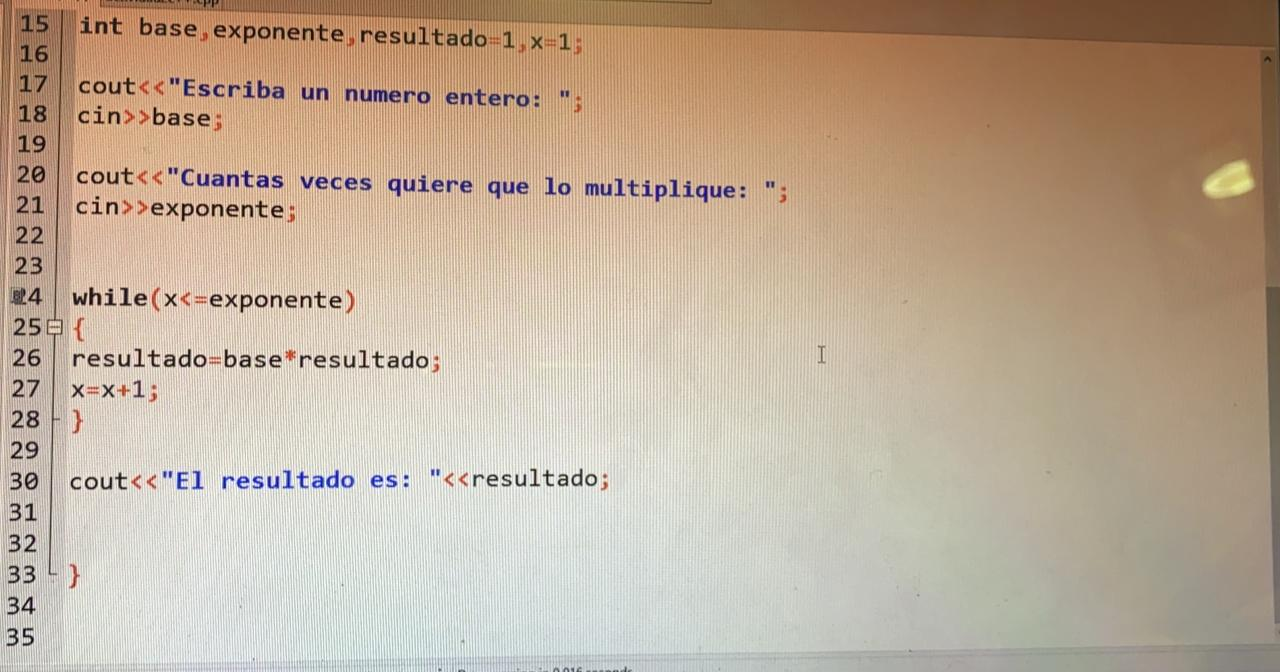 15 int base,exponente,resultado=1,x=1;
16
17 cout<<"Escriba un numero entero: ";
18 cin>>base;
19
20 cout<<"Cuantas veces quiere que lo multiplique: ";
21 cin>>exponente;
22
23
24 while(x<=exponente)
25 {
26 resultado=base*resultado;
27 x=x+1;
28 }
29
30 cout<<"El resultado es: "<<resultado;
31
32
33 }
34
35